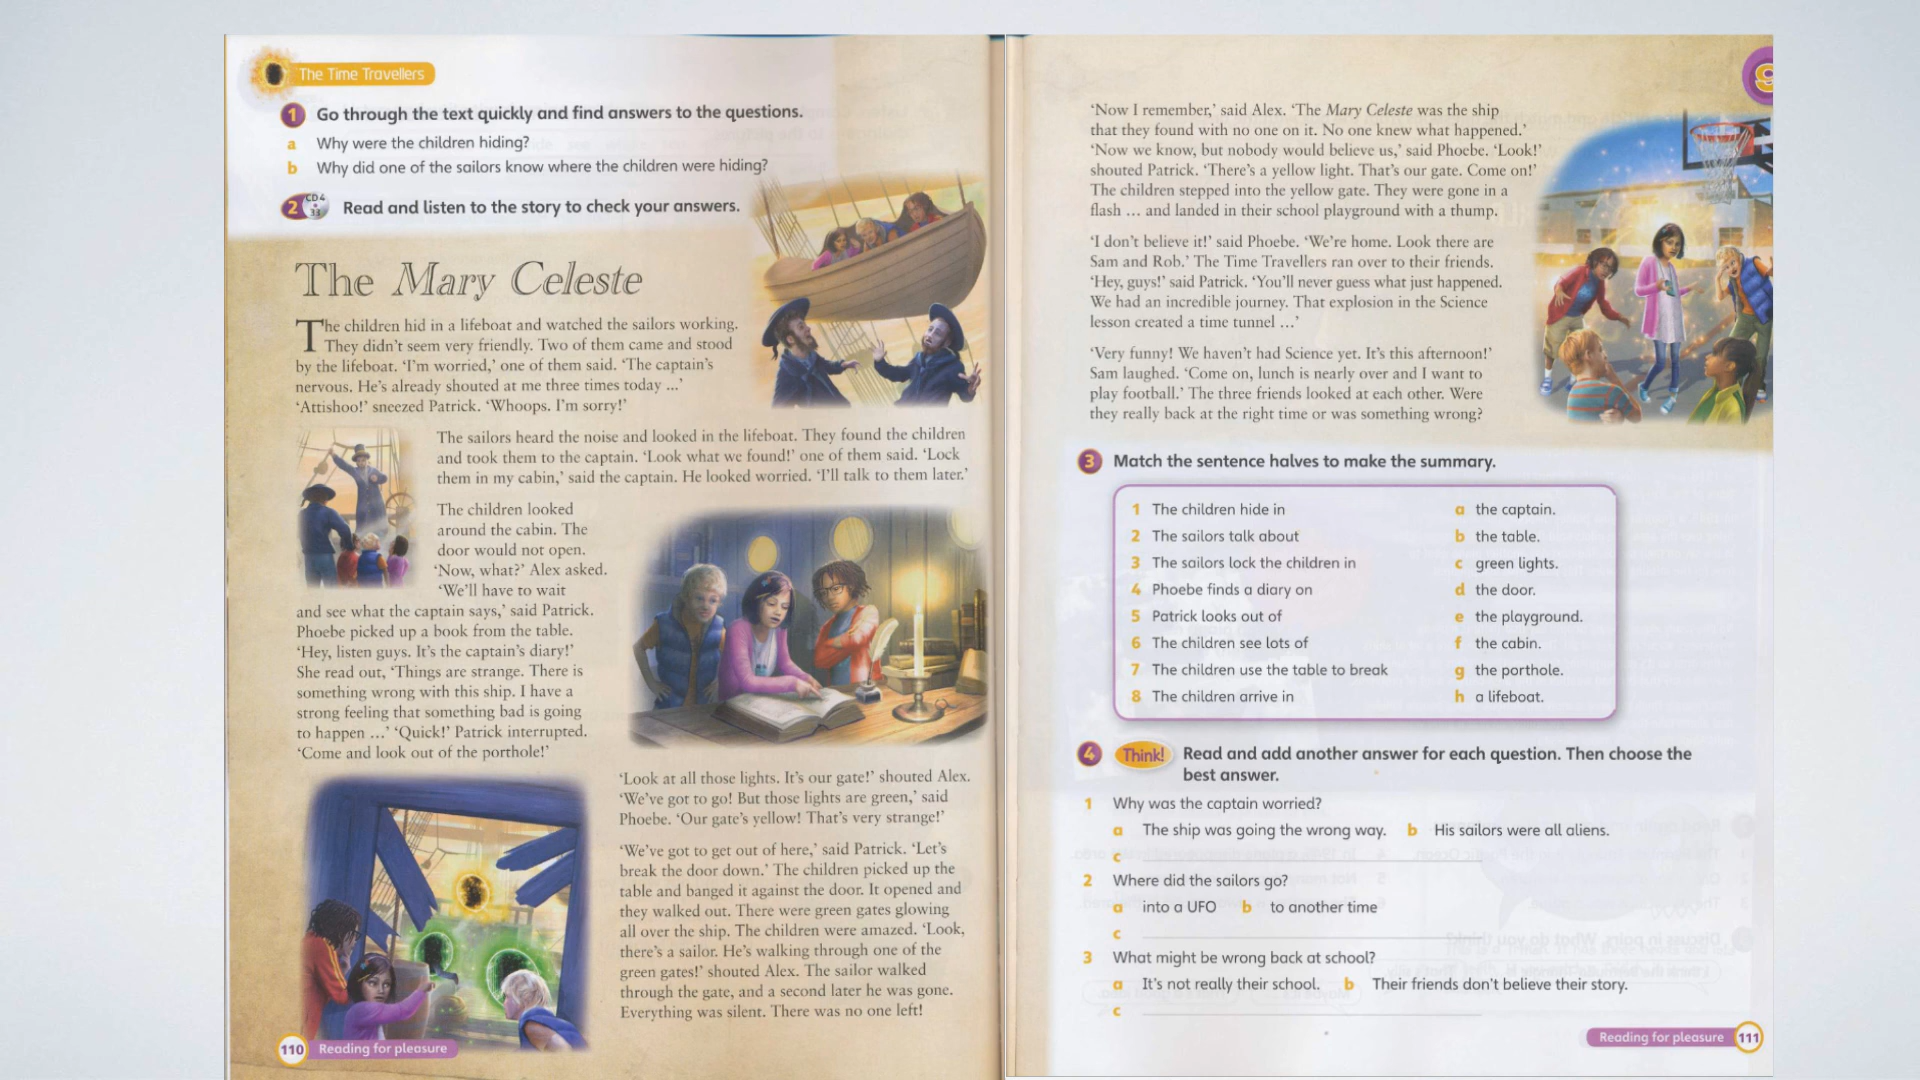 The Time Travellers
1 Go through the text quickly and find answers to the questions.
a Why were the children hiding?
b Why did one of the sailors know where the children were hiding?
2 CD4 33 Read and listen to the story to check your answers.
The Mary Celeste
The children hid in a lifeboat and watched the sailors working.
They didn't seem very friendly. Two of them came and stood
by the lifeboat. 'I'm worried,' one of them said. 'The captain's
nervous. He's already shouted at me three times today ...'
'Attishoo!' sneezed Patrick. 'Whoops. I'm sorry!'
The sailors heard the noise and looked in the lifeboat. They found the children
and took them to the captain. 'Look what we found!' one of them said. 'Lock
them in my cabin,' said the captain. He looked worried. 'I'll talk to them later.'
The children looked
around the cabin. The
door would not open.
'Now, what?' Alex asked.
'We'll have to wait
and see what the captain says,' said Patrick.
Phoebe picked up a book from the table.
'Hey, listen guys. It's the captain's diary!'
She read out, 'Things are strange. There is
something wrong with this ship. I have a
strong feeling that something bad is going
to happen ...' 'Quick!' Patrick interrupted.
'Come and look out of the porthole!'
'Look at all those lights. It's our gate!' shouted Alex.
'We've got to go! But those lights are green,' said
Phoebe. 'Our gate's yellow! That's very strange!'
'We've got to get out of here,' said Patrick. 'Let's
break the door down.' The children picked up the
table and banged it against the door. It opened and
they walked out. There were green gates glowing
all over the ship. The children were amazed. 'Look,
there's a sailor. He's walking through one of the
green gates!' shouted Alex. The sailor walked
through the gate, and a second later he was gone.
Everything was silent. There was no one left!
110 Reading for pleasure
9
'Now I remember,' said Alex. 'The Mary Celeste was the ship
that they found with no one on it. No one knew what happened.'
'Now we know, but nobody would believe us,' said Phoebe. 'Look!'
shouted Patrick. 'There's a yellow light. That's our gate. Come on!'
The children stepped into the yellow gate. They were gone in a
flash ... and landed in their school playground with a thump.
'I don't believe it!' said Phoebe. 'We're home. Look there are
Sam and Rob.' The Time Travellers ran over to their friends.
'Hey, guys!' said Patrick. 'You'll never guess what just happened.
We had an incredible journey. That explosion in the Science
lesson created a time tunnel ...'
'Very funny! We haven't had Science yet. It's this afternoon!'
Sam laughed. 'Come on, lunch is nearly over and I want to
play football.' The three friends looked at each other. Were
they really back at the right time or was something wrong?
3 Match the sentence halves to make the summary.
1 The children hide in a the captain.
2 The sailors talk about b the table.
3 The sailors lock the children in c green lights.
4 Phoebe finds a diary on d the door.
5 Patrick looks out of e the playground.
6 The children see lots of f the cabin.
7 The children use the table to break g the porthole.
8 The children arrive in h a lifeboat.
4 Think! Read and add another answer for each question. Then choose the
best answer.
1 Why was the captain worried?
a The ship was going the wrong way. b His sailors were all aliens.
c
2 Where did the sailors go?
a into a UFO b to another time
c
3 What might be wrong back at school?
a It's not really their school. b Their friends don't believe their story.
c
Reading for pleasure 111